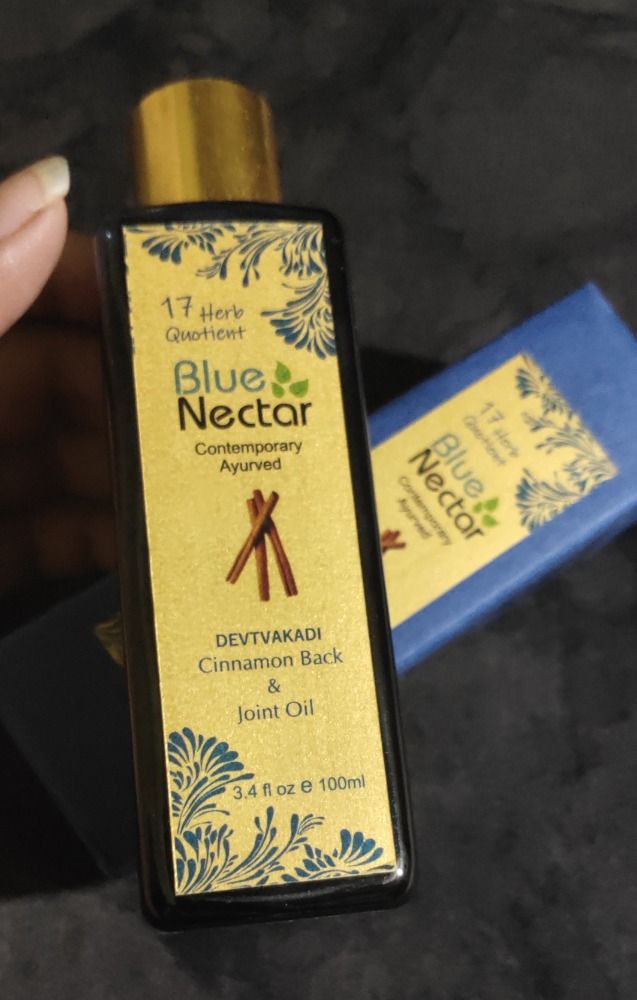 17 Herb
Quotient
Blue
Nectar
Contemporary
Ayurved
DEVTVAKADI
Cinnamon Back
&
Joint Oil
3.4 fl oz e 100ml
17 Herb
Quotient
Blue
Nectar
Contemporary
Ayurved